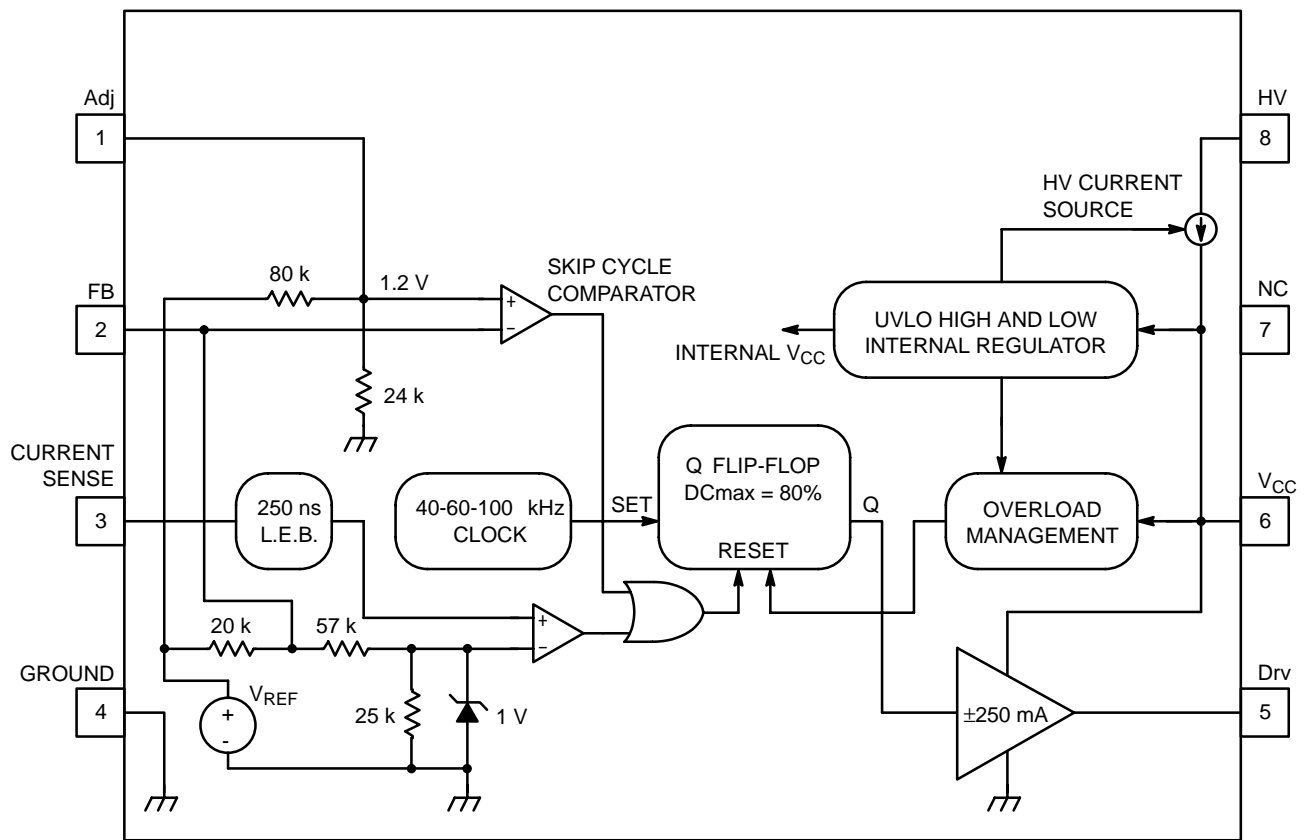 Adj
1
HV
8
HV CURRENT
SOURCE
80 k
1.2 V
SKIP CYCLE
COMPARATOR
FB
2
+
-
NC
7
UVLO HIGH AND LOW
INTERNAL REGULATOR
INTERNAL VCC
24 k
CURRENT
SENSE
3
250 ns
L.E.B.
40-60-100 kHz
CLOCK
SET
Q FLIP-FLOP
DCmax = 80%
RESET
Q
OVERLOAD
MANAGEMENT
VCC
6
20 k
57 k
+
-
GROUND
4
VREF
+
-
25 k
1 V
±250 mA
Drv
5